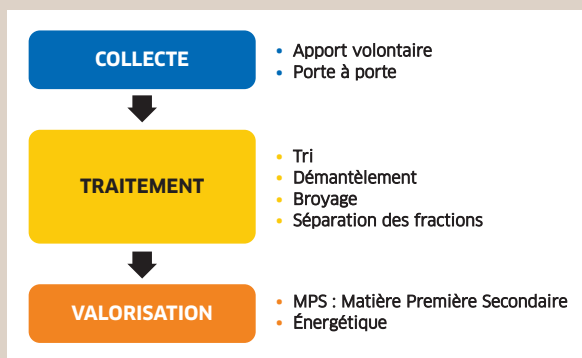 COLLECTE
• Apport volontaire
• Porte à porte
TRAITEMENT
• Tri
• Démantèlement
• Broyage
• Séparation des fractions
VALORISATION
• MPS : Matière Première Secondaire
• Énergétique